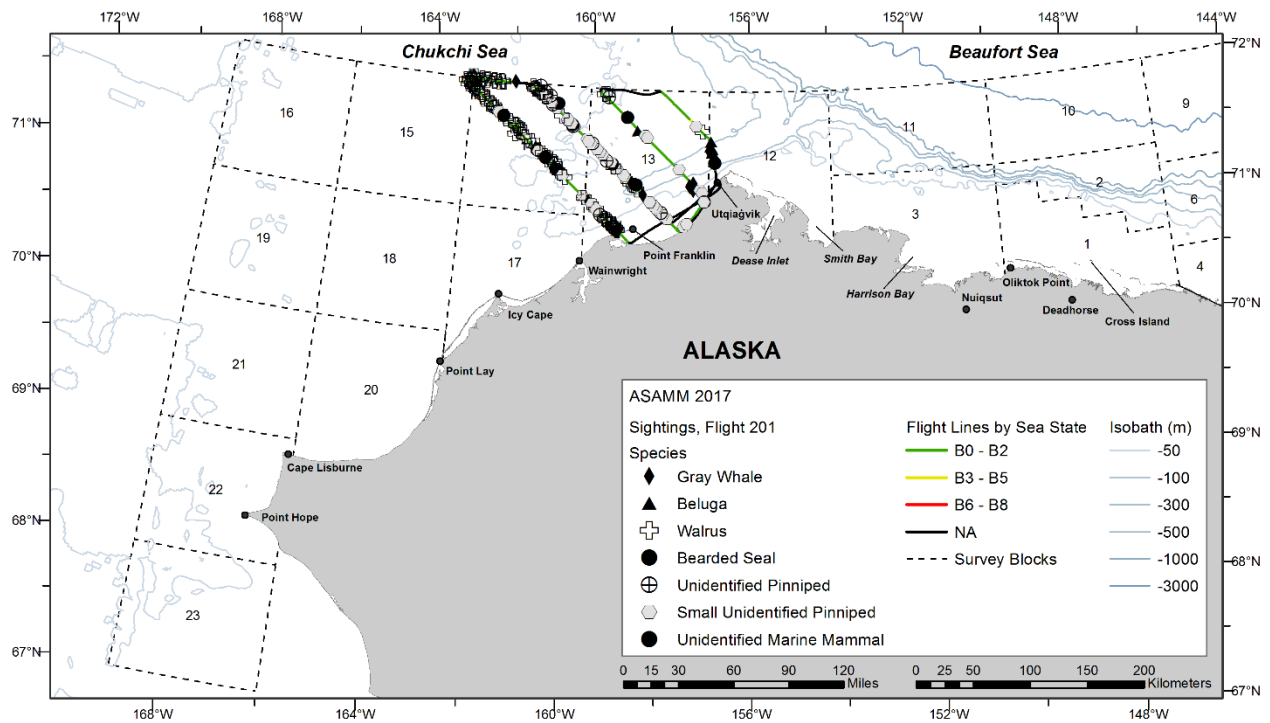 172°W 168°W 164°W 160°W 156°W 152°W 148°W 144°W
Chukchi Sea Beaufort Sea
72°N
71°N
70°N
69°N
68°N
67°N
16
15
13
12
11
10
9
2
3
6
1
4
19
18
17
21
20
22
23
Utqiaġvik
Point Franklin
Wainwright
Dease Inlet
Smith Bay
Harrison Bay
Icy Cape
Point Lay
Cape Lisburne
Point Hope
Nuiqsut
Oliktok Point
Deadhorse
Cross Island
ALASKA
ASAMM 2017
Sightings, Flight 201
Species
Gray Whale
Beluga
Walrus
Bearded Seal
Unidentified Pinniped
Small Unidentified Pinniped
Unidentified Marine Mammal
Flight Lines by Sea State
B0 - B2
B3 - B5
B6 - B8
NA
Survey Blocks
Isobath (m)
-50
-100
-300
-500
-1000
-3000
0 15 30 60 90 120
Miles
0 25 50 100 150 200
Kilometers
71°N
70°N
69°N
68°N
67°N
168°W 164°W 160°W 156°W 152°W 148°W